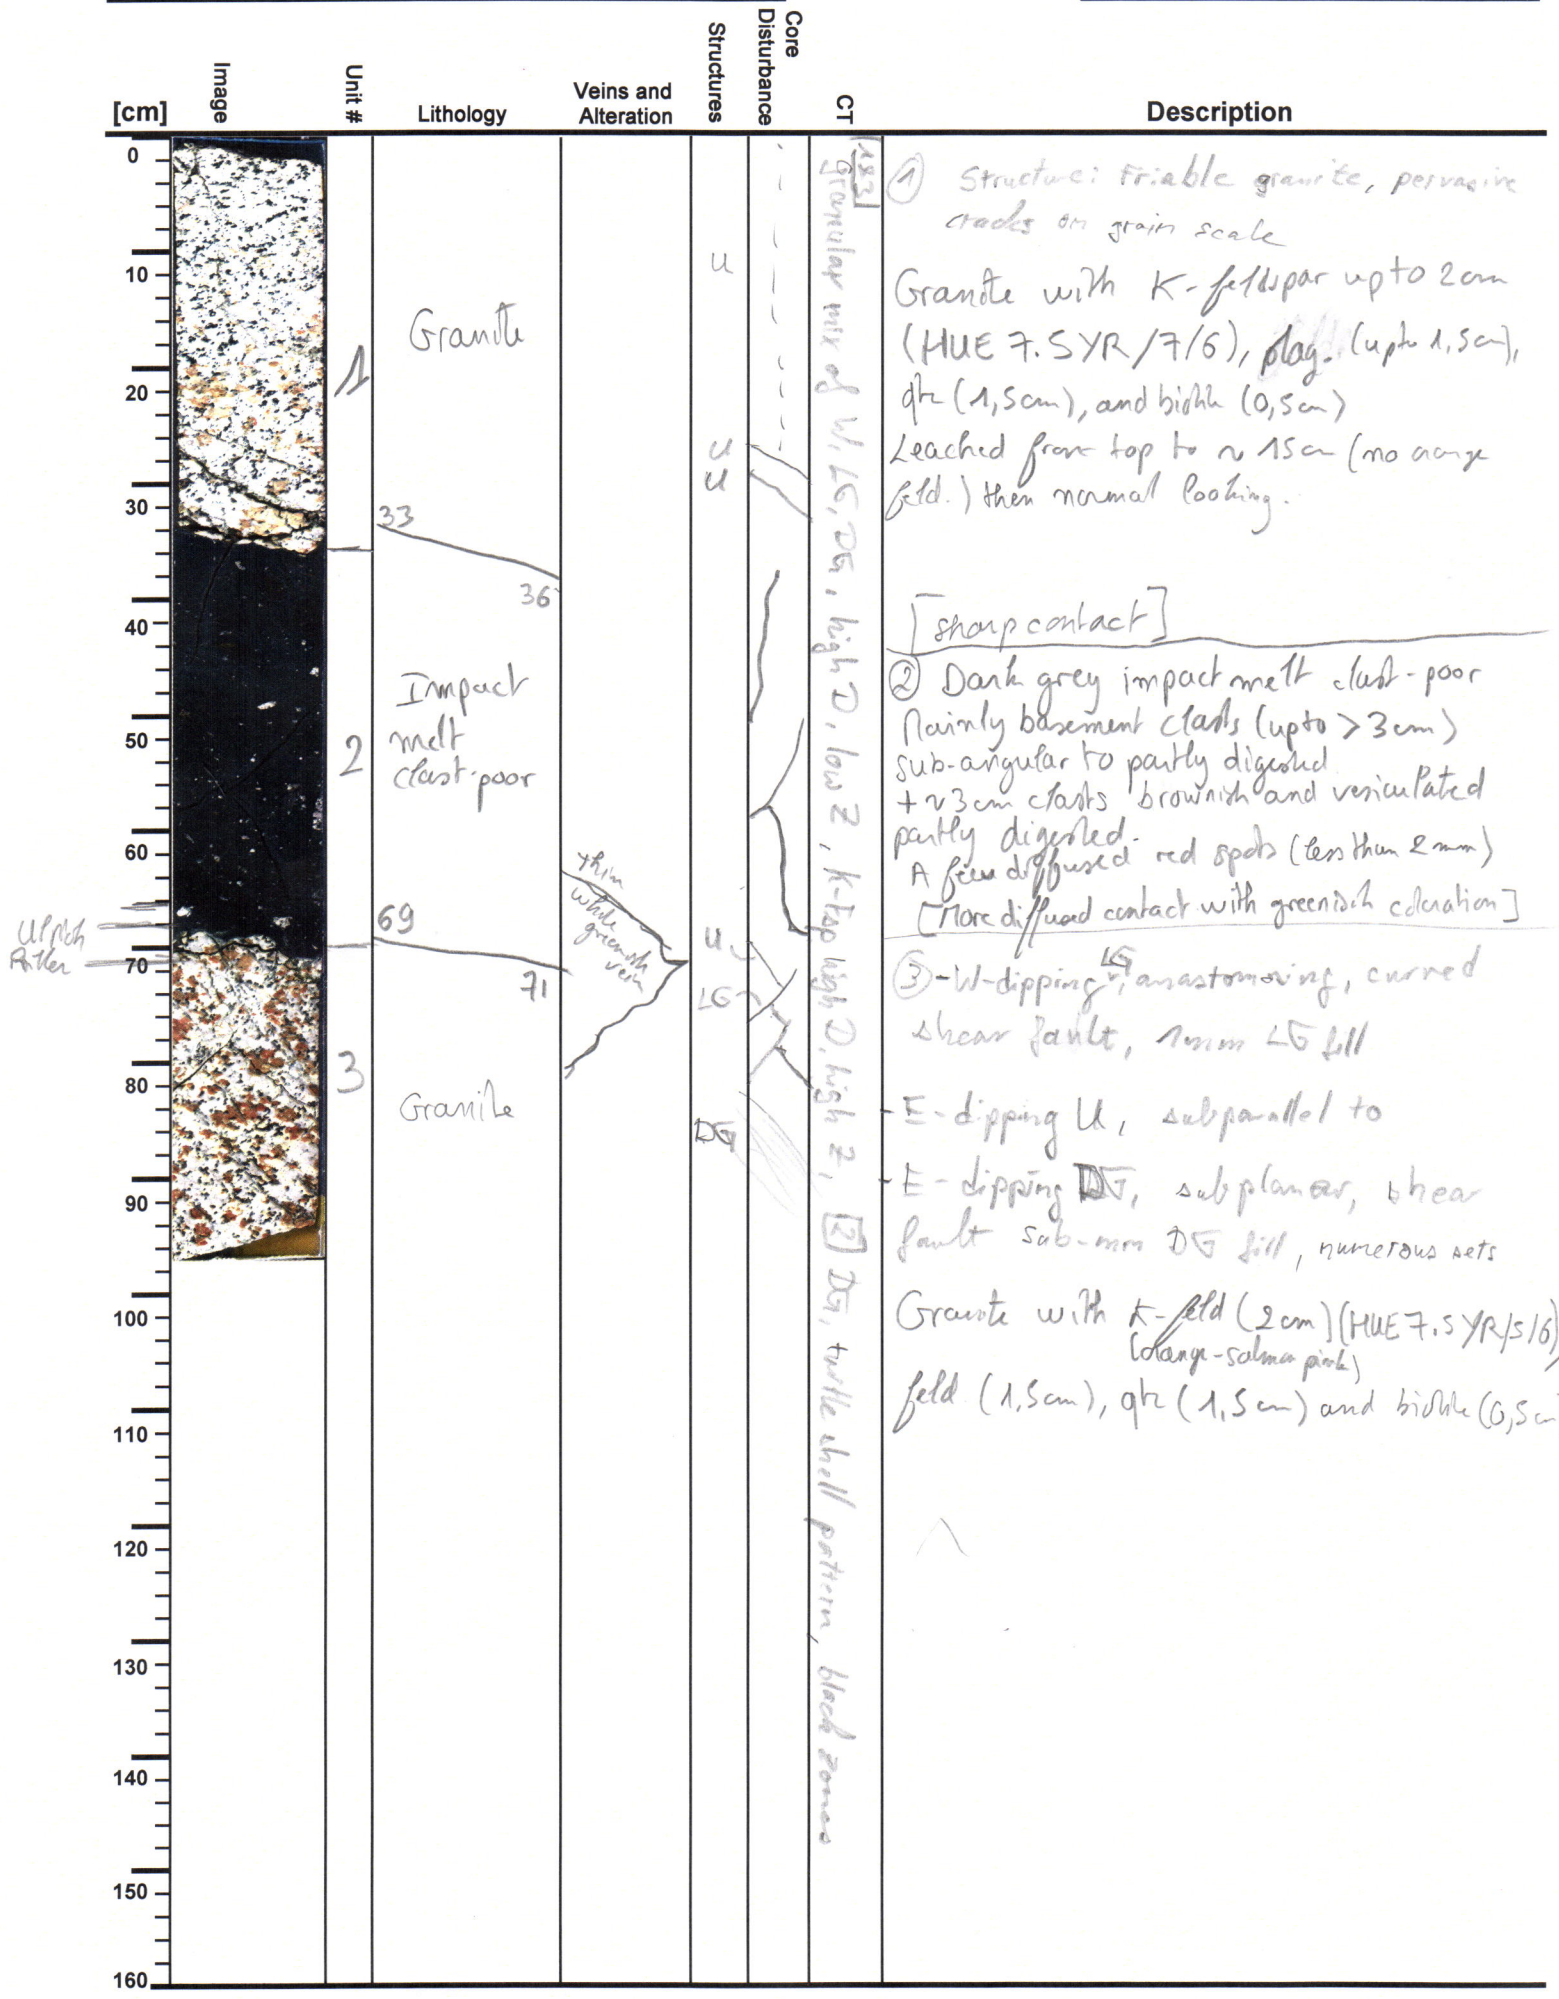 [cm]
Image
Unit #
Lithology
Veins and
Alteration
Structures
Core
Disturbance
CT
Description
0
10
20
30
40
50
60
70
80
90
100
110
120
130
140
150
160
Ulrich
1
2
3
Granite
33
36
Impact
melt
clast-poor
69
71
Granite
thin
white
greenish
vein
U
U
U
U
LG
DG
[1&3]
Granular mix of W, LG, DG, high D, low Z, K-fsp high D, high Z, [2] DG, turtle shell pattern, black zones
① Structure: Friable granite, pervasive
cracks on grain scale
Granite with K-feldspar up to 2cm
(HUE 7.5YR/7/6), plag. (upto 1,5cm),
qtz (1,5cm), and biotite (0,5cm)
Leached from top to ~ 15cm (no orange
feld.) then normal looking.
[sharp contact]
② Dark grey impact melt clast-poor
Mainly basement clasts (upto > 3cm)
sub-angular to partly digested
+ ~3cm clasts brownish and vesiculated
partly digested.
A few diffused red spots (less than 2mm)
[More diffused contact with greenish coloration]
③ - W-dipping LG, anastomosing, curved
shear fault, 1mm LG fill
- E-dipping U, subparallel to
- E-dipping DG, subplanar, shear
fault sub-mm DG fill, numerous sets
Granite with K-feld (2cm) (HUE 7.5YR/5/6)
(orange-salmon pink),
feld (1,5cm), qtz (1,5cm) and biotite (0,5c